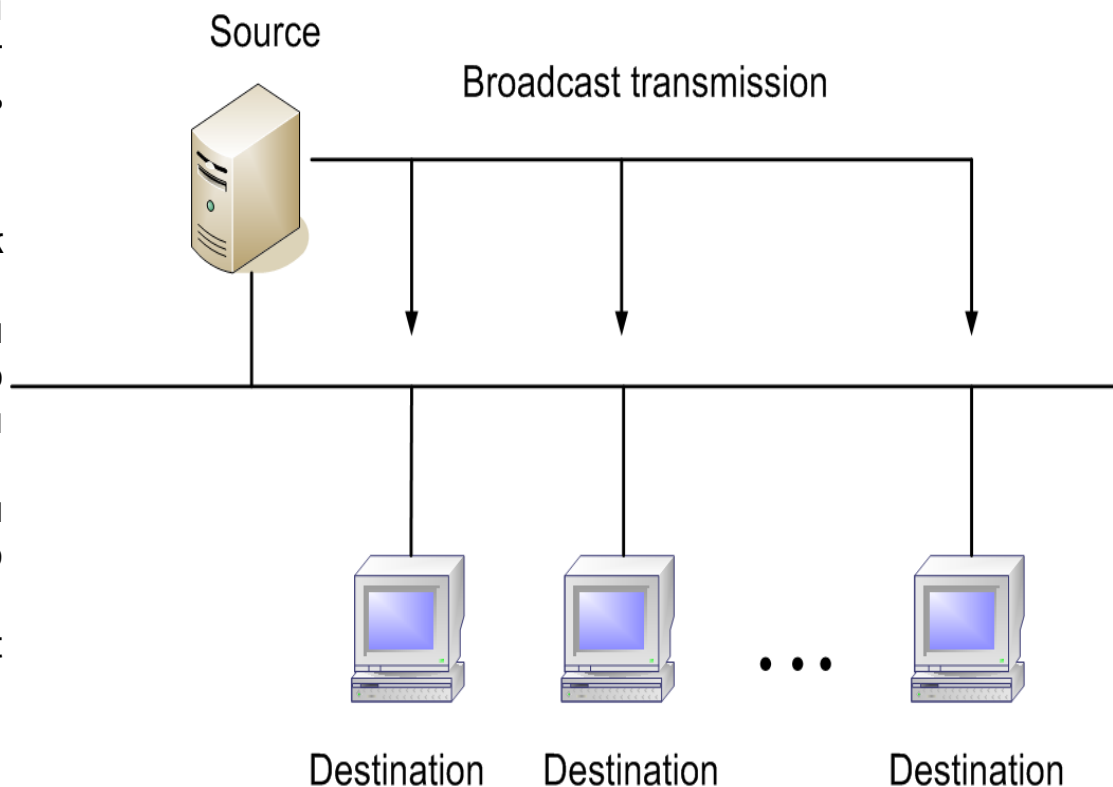 Source
Broadcast transmission
• • •
Destination Destination Destination